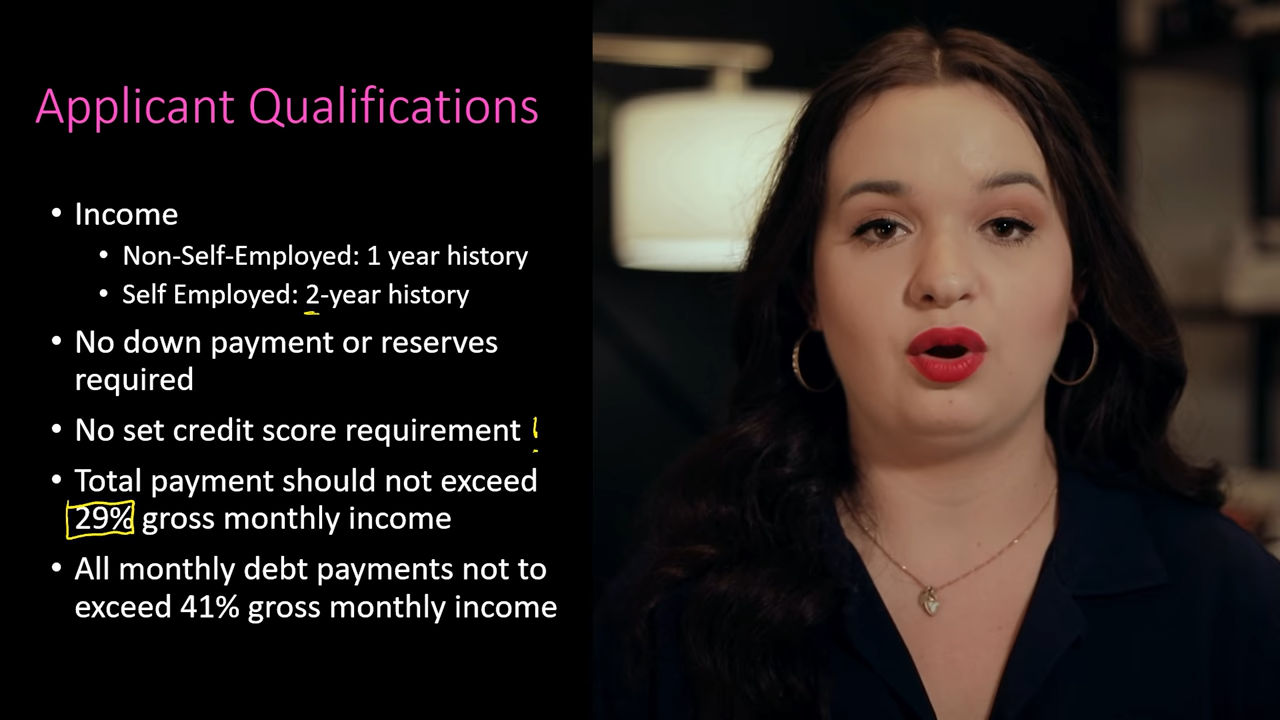 Applicant Qualifications
• Income
• Non-Self-Employed: 1 year history
• Self Employed: 2-year history
• No down payment or reserves
required
• No set credit score requirement !
• Total payment should not exceed
29% gross monthly income
• All monthly debt payments not to
exceed 41% gross monthly income